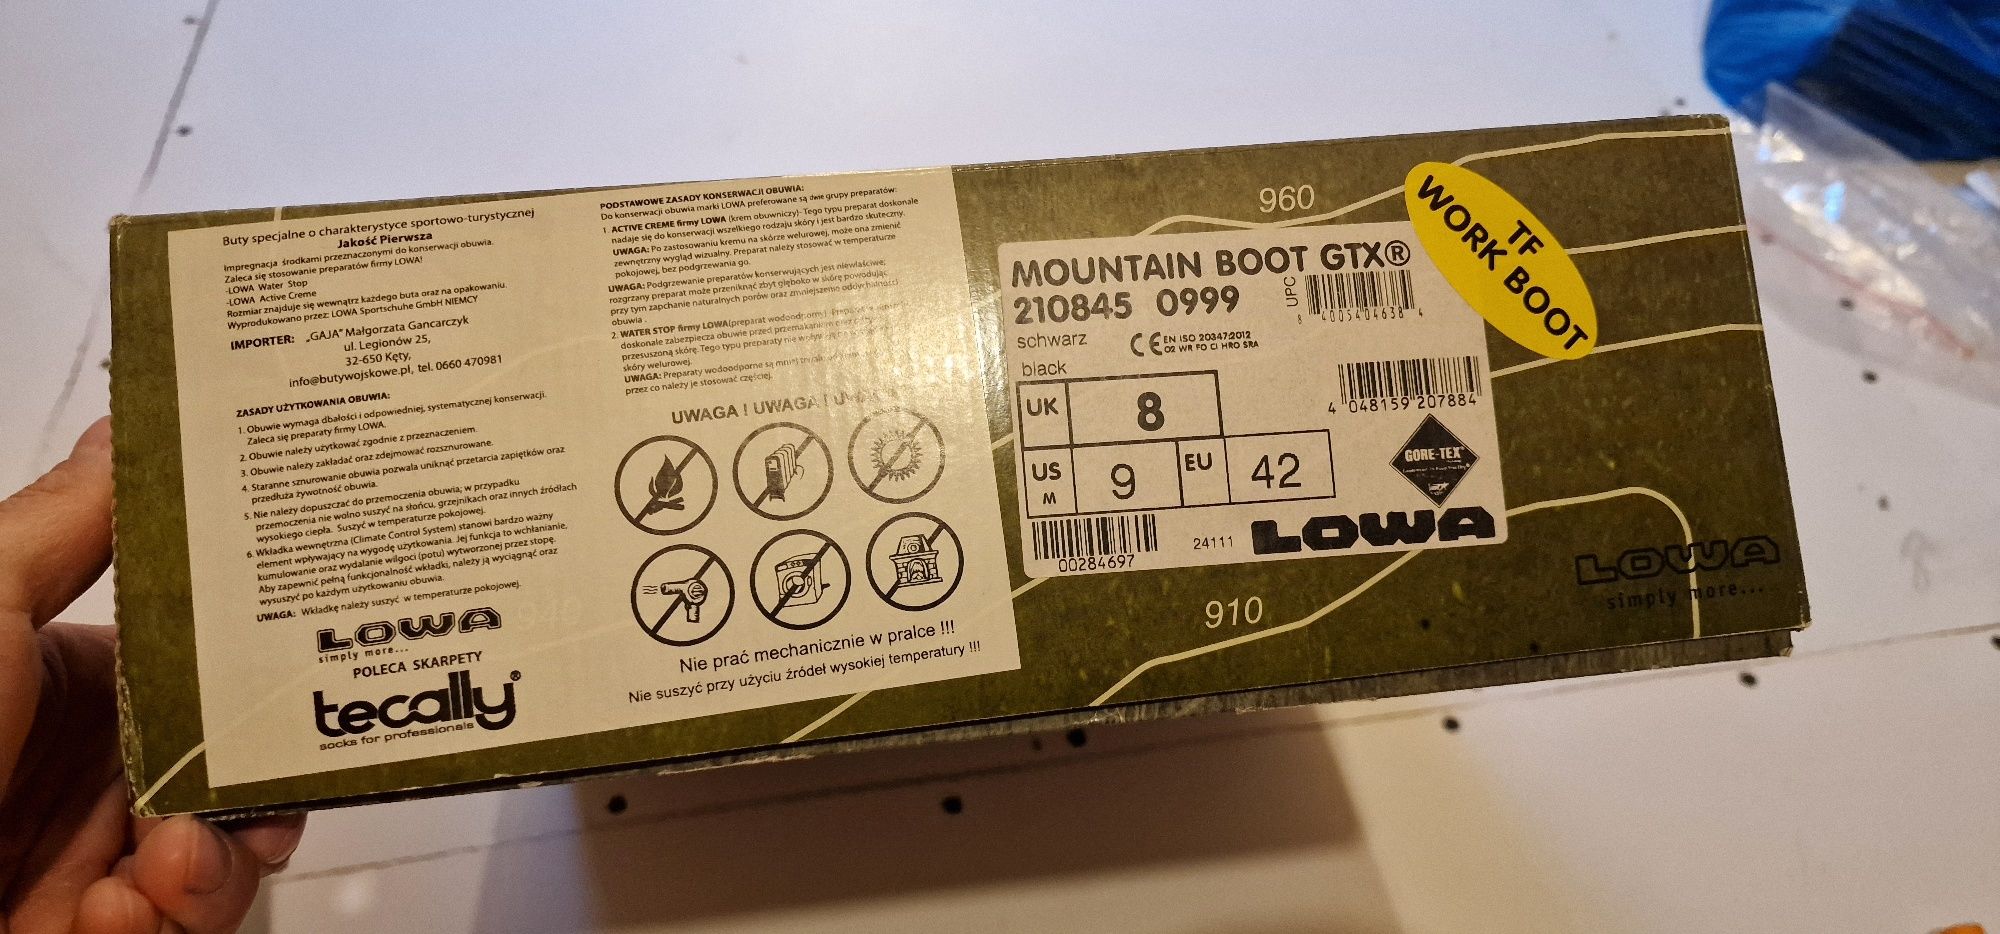 Buty specjalne o charakterystyce sportowo-turystycznej
Jakość Pierwsza
Impregnacja środkami przeznaczonymi do konserwacji obuwia.
Zaleca się stosowanie preparatów firmy LOWA!
-LOWA Water Stop
-LOWA Active Creme
Rozmiar znajduje się wewnątrz każdego buta oraz na opakowaniu.
Wyprodukowano przez: LOWA Sportschuhe GmbH NIEMCY
IMPORTER: „GAJA" Małgorzata Gancarczyk
ul. Legionów 25,
32-650 Kęty,
info@butywojskowe.pl, tel. 0660 470981
ZASADY UŻYTKOWANIA OBUWIA:
1. Obuwie wymaga dbałości i odpowiedniej, systematycznej konserwacji.
Zaleca się preparaty firmy LOWA.
2. Obuwie należy użytkować zgodnie z przeznaczeniem.
3. Obuwie należy zakładać oraz zdejmować rozsznurowane.
4. Staranne sznurowanie obuwia pozwala uniknąć przetarcia zapiętków oraz
przedłuża żywotność obuwia.
5. Nie należy dopuszczać do przemoczenia obuwia; w przypadku
przemoczenia nie wolno suszyć na słońcu, grzejnikach oraz innych źródłach
wysokiego ciepła. Suszyć w temperaturze pokojowej.
6. Wkładka wewnętrzna (Climate Control System) stanowi bardzo ważny
element wpływający na wygodę użytkowania. Jej funkcja to wchłanianie,
kumulowanie oraz wydalanie wilgoci (potu) wytworzonej przez stopę.
Aby zapewnić pełną funkcjonalność wkładki, należy ją wyciągnąć oraz
wysuszyć po każdym użytkowaniu obuwia.
UWAGA: Wkładkę należy suszyć w temperaturze pokojowej.
LOWA
simply more...
POLECA SKARPETY
tecally®
socks for professionals
PODSTAWOWE ZASADY KONSERWACJI OBUWIA:
Do konserwacji obuwia marki LOWA preferowane są dwie grupy preparatów:
1. ACTIVE CREME firmy LOWA (krem obuwniczy)- Tego typu preparat doskonale
nadaje się do konserwacji wszelkiego rodzaju skóry i jest bardzo skuteczny.
UWAGA: Po zastosowaniu kremu na skórze welurowej, może ona zmienić
zewnętrzny wygląd wizualny. Preparat należy stosować w temperaturze
pokojowej, bez podgrzewania go.
UWAGA: Podgrzewanie preparatów konserwujących jest niewłaściwe;
rozgrzany preparat może przeniknąć zbyt głęboko w skórę powodując
przy tym zapchanie naturalnych porów oraz zmniejszenie oddychalności
obuwia .
2. WATER STOP firmy LOWA(preparat wodoodporny)
doskonale zabezpiecza obuwie przed przemakaniem
przesuszoną skórę. Tego typu preparaty nie wpływają
skóry welurowej.
UWAGA: Preparaty wodoodporne są mniej
przez co należy je stosować częściej.
UWAGA ! UWAGA ! UWAGA
Nie prać mechanicznie w pralce !!!
Nie suszyć przy użyciu źródeł wysokiej temperatury !!!
960
MOUNTAIN BOOT GTX®
210845 0999
schwarz
black
CE EN ISO 20347:2012
O2 WR FO CI HRO SRA
UPC
8 40054 04638 4
TF
WORK BOOT
UK 8
US M 9 EU 42
4 048159 207884
GORE-TEX
00284697
24111
LOWA
910
LOWA
simply more...